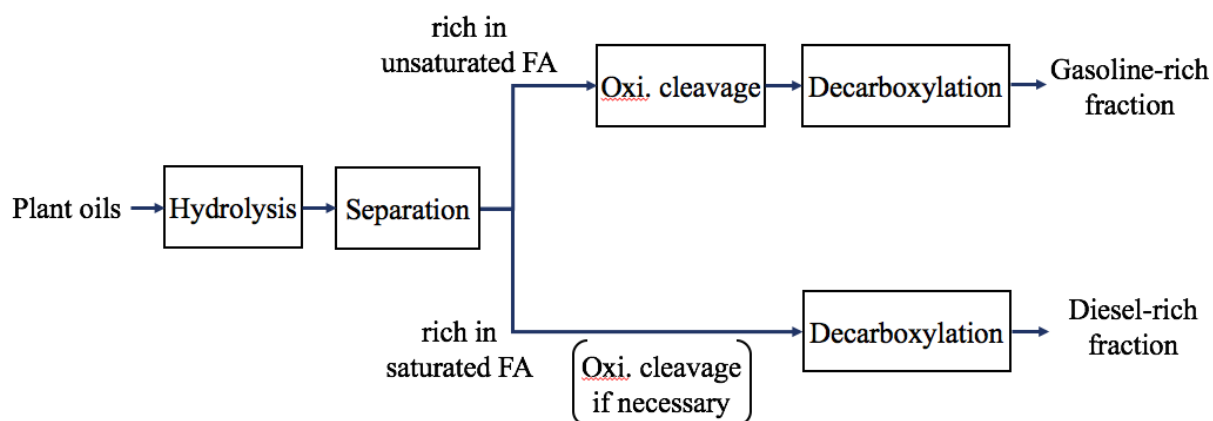 rich in
unsaturated FA
Oxi. cleavage
Decarboxylation
Gasoline-rich
fraction
Plant oils
Hydrolysis
Separation
rich in
saturated FA
Oxi. cleavage
if necessary
Decarboxylation
Diesel-rich
fraction